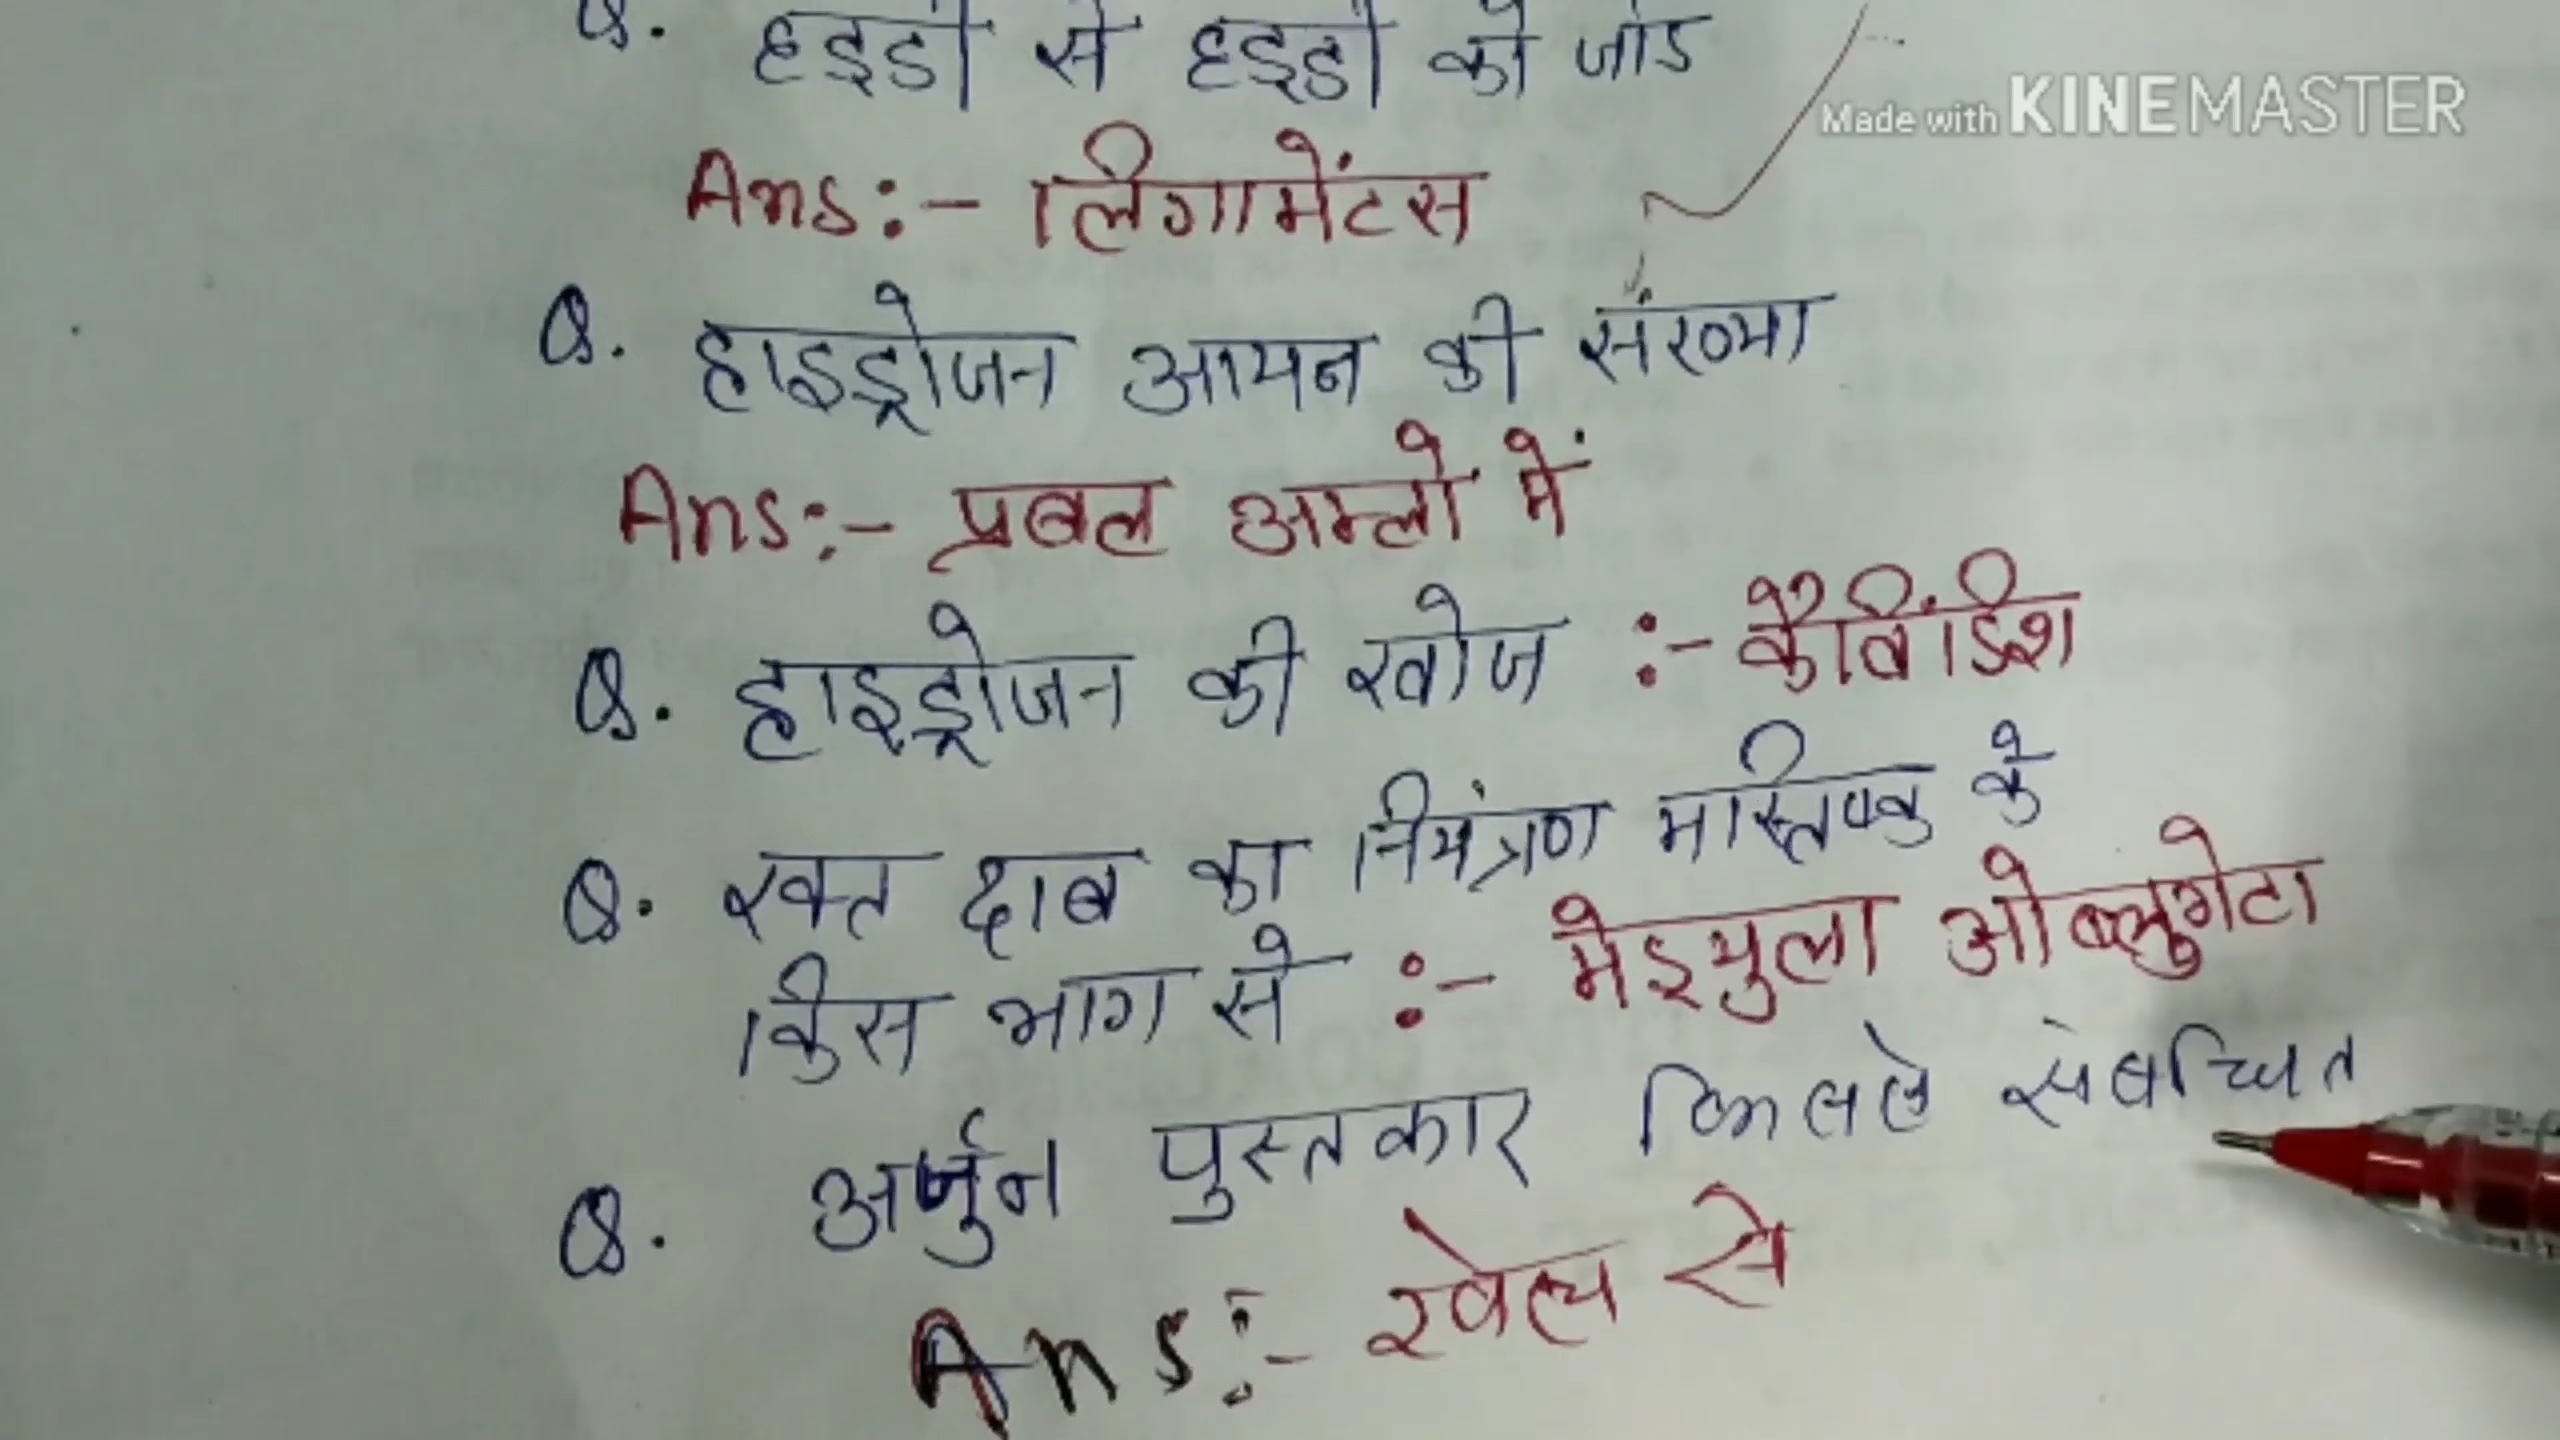 Q. हड्डी से हड्डी को जोड
Made with KINEMASTER
Ans:- लिगामेंटस
Q. हाइड्रोजन आयन की संख्या
Ans:- प्रबल अम्लो में
Q. हाइड्रोजन की खोज :- कैविंडिश
Q. रक्त दाब का नियंत्रण मस्तिष्क के
किस भाग से :- मेड्युला ओब्लुगेटा
Q. अर्जुन पुस्तकार किससे संबन्धित
Ans:- खेल से